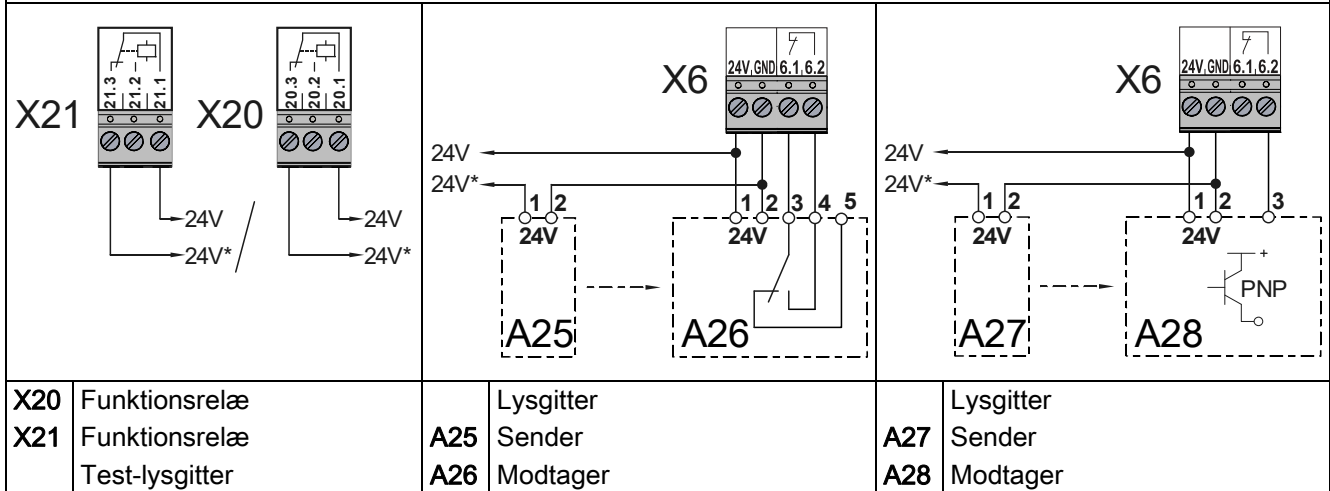 X21
21.3
21.2
21.1
24V
24V*
X20
20.3
20.2
20.1
24V
24V*
X6
24V GND 6.1 6.2
24V
24V*
1 2
24V
A25
1 2 3 4 5
24V
A26
X6
24V GND 6.1 6.2
24V
24V*
1 2
24V
A27
1 2 3
24V
+
PNP
A28
X20 Funktionsrelæ
X21 Funktionsrelæ
Test-lysgitter
Lysgitter
A25 Sender
A26 Modtager
Lysgitter
A27 Sender
A28 Modtager